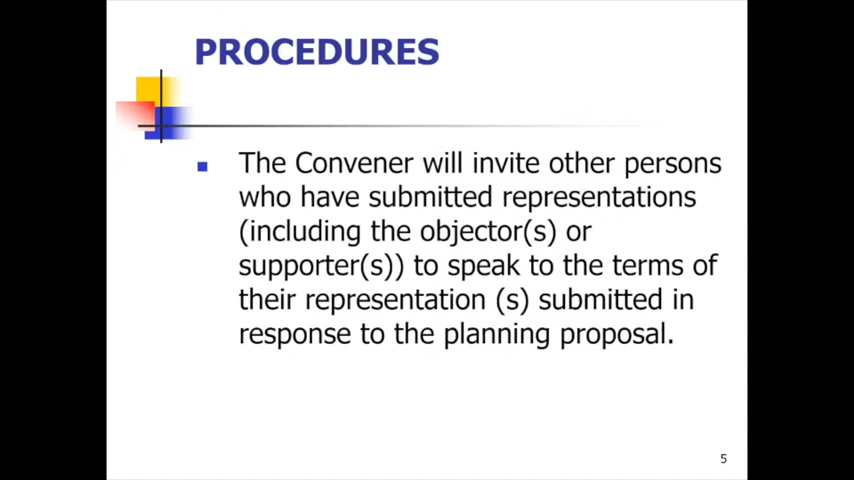 PROCEDURES
The Convener will invite other persons
who have submitted representations
(including the objector(s) or
supporter(s)) to speak to the terms of
their representation (s) submitted in
response to the planning proposal.
5